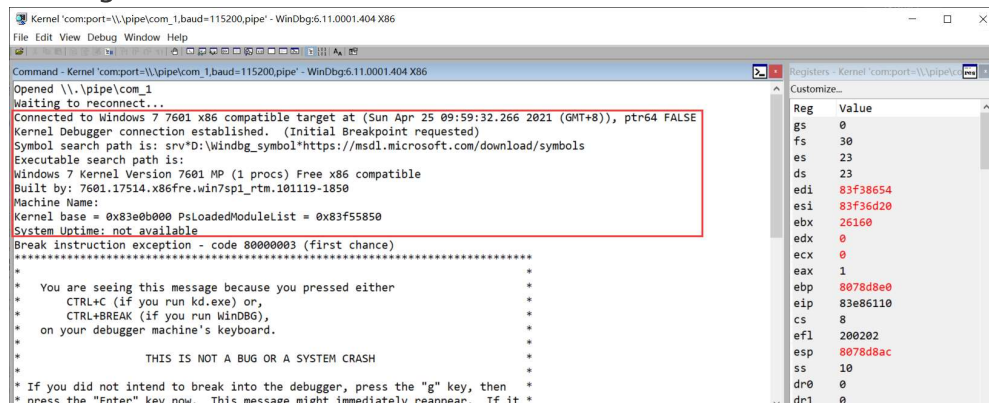 Kernel 'com:port=\\.\pipe\com_1,baud=115200,pipe' - WinDbg:6.11.0001.404 X86
File Edit View Debug Window Help
Command - Kernel 'com:port=\\.\pipe\com_1,baud=115200,pipe' - WinDbg:6.11.0001.404 X86
Opened \\.\pipe\com_1
Waiting to reconnect...
Connected to Windows 7 7601 x86 compatible target at (Sun Apr 25 09:59:32.266 2021 (GMT+8)), ptr64 FALSE
Kernel Debugger connection established.  (Initial Breakpoint requested)
Symbol search path is: srv*D:\Windbg_symbol*https://msdl.microsoft.com/download/symbols
Executable search path is:
Windows 7 Kernel Version 7601 MP (1 procs) Free x86 compatible
Built by: 7601.17514.x86fre.win7sp1_rtm.101119-1850
Machine Name:
Kernel base = 0x83e0b000 PsLoadedModuleList = 0x83f55850
System Uptime: not available
Break instruction exception - code 80000003 (first chance)
*******************************************************************************
*                                                                             *
*   You are seeing this message because you pressed either                    *
*       CTRL+C (if you run kd.exe) or,                                        *
*       CTRL+BREAK (if you run WinDBG),                                       *
*   on your debugger machine's keyboard.                                      *
*                                                                             *
*                   THIS IS NOT A BUG OR A SYSTEM CRASH                       *
*                                                                             *
* If you did not intend to break into the debugger, press the "g" key, then   *
* press the "Enter" key now.  This message might immediately reappear.  If it *
Registers - Kernel 'com:port=\\.\pipe\co
Customize...
Reg Value
gs 0
fs 30
es 23
ds 23
edi 83f38654
esi 83f36d20
ebx 26160
edx 0
ecx 0
eax 1
ebp 8078d8e0
eip 83e86110
cs 8
efl 200202
esp 8078d8ac
ss 10
dr0 0
dr1 0